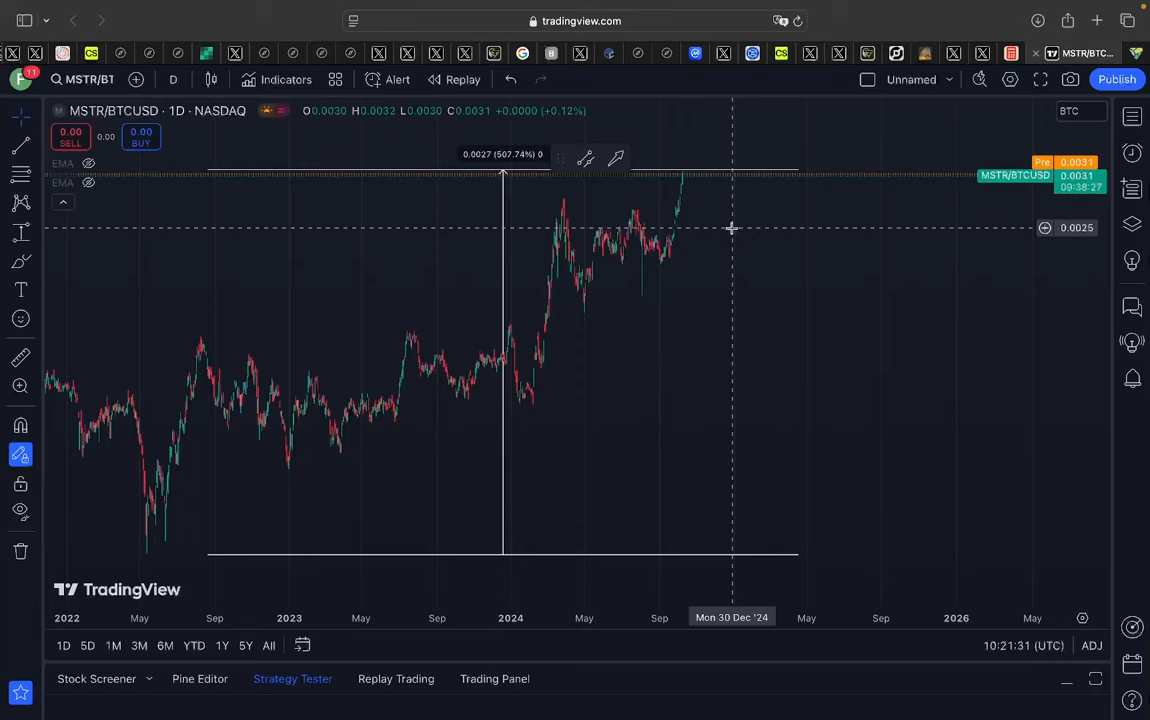 tradingview.com
CS
CS
MSTR/BTC...
F
11
MSTR/BT
D
Indicators
Alert
Replay
Unnamed
Publish
M
MSTR/BTCUSD · 1D · NASDAQ
O0.0030 H0.0032 L0.0030 C0.0031 +0.0000 (+0.12%)
BTC
0.00
SELL
0.00
0.00
BUY
EMA
EMA
0.0027 (507.74%) 0
Pre
0.0031
MSTR/BTCUSD
0.0031
09:38:27
0.0025
TradingView
2022
May
Sep
2023
May
Sep
2024
May
Sep
Mon 30 Dec '24
May
Sep
2026
May
1D
5D
1M
3M
6M
YTD
1Y
5Y
All
10:21:31 (UTC)
ADJ
Stock Screener
Pine Editor
Strategy Tester
Replay Trading
Trading Panel